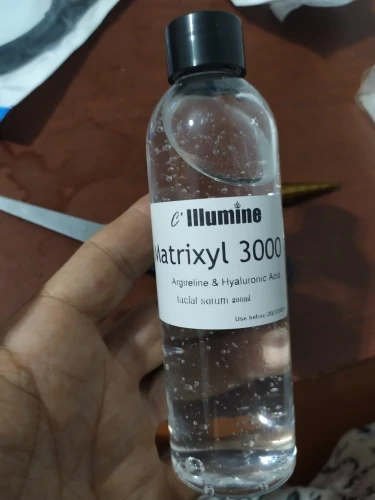 c' Illumine
Matrixyl 3000
Argireline & Hyaluronic Acid
facial serum 200ml
Use before